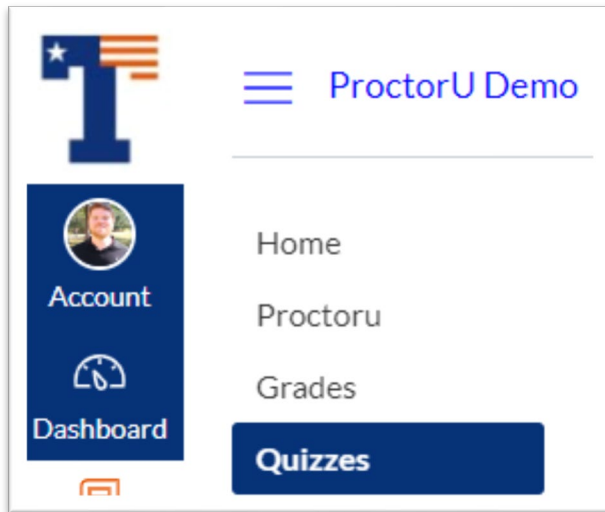 ProctorU Demo
Account
Dashboard
Home
Proctoru
Grades
Quizzes